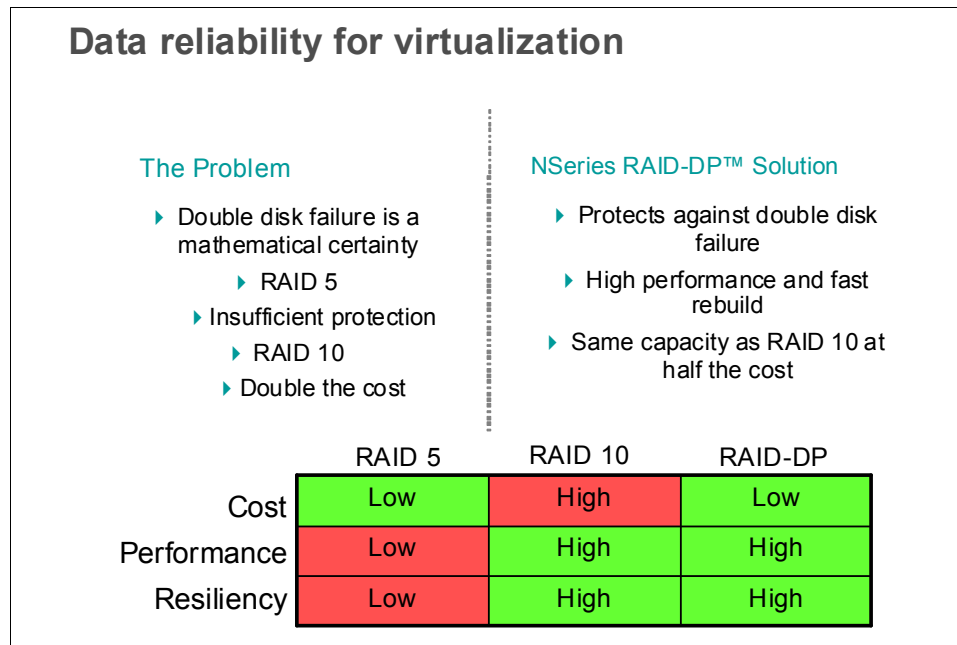 Data reliability for virtualization
The Problem
Double disk failure is a
mathematical certainty
RAID 5
Insufficient protection
RAID 10
Double the cost
NSeries RAID-DP™ Solution
Protects against double disk
failure
High performance and fast
rebuild
Same capacity as RAID 10 at
half the cost
RAID 5 RAID 10 RAID-DP
Cost Low High Low
Performance Low High High
Resiliency Low High High